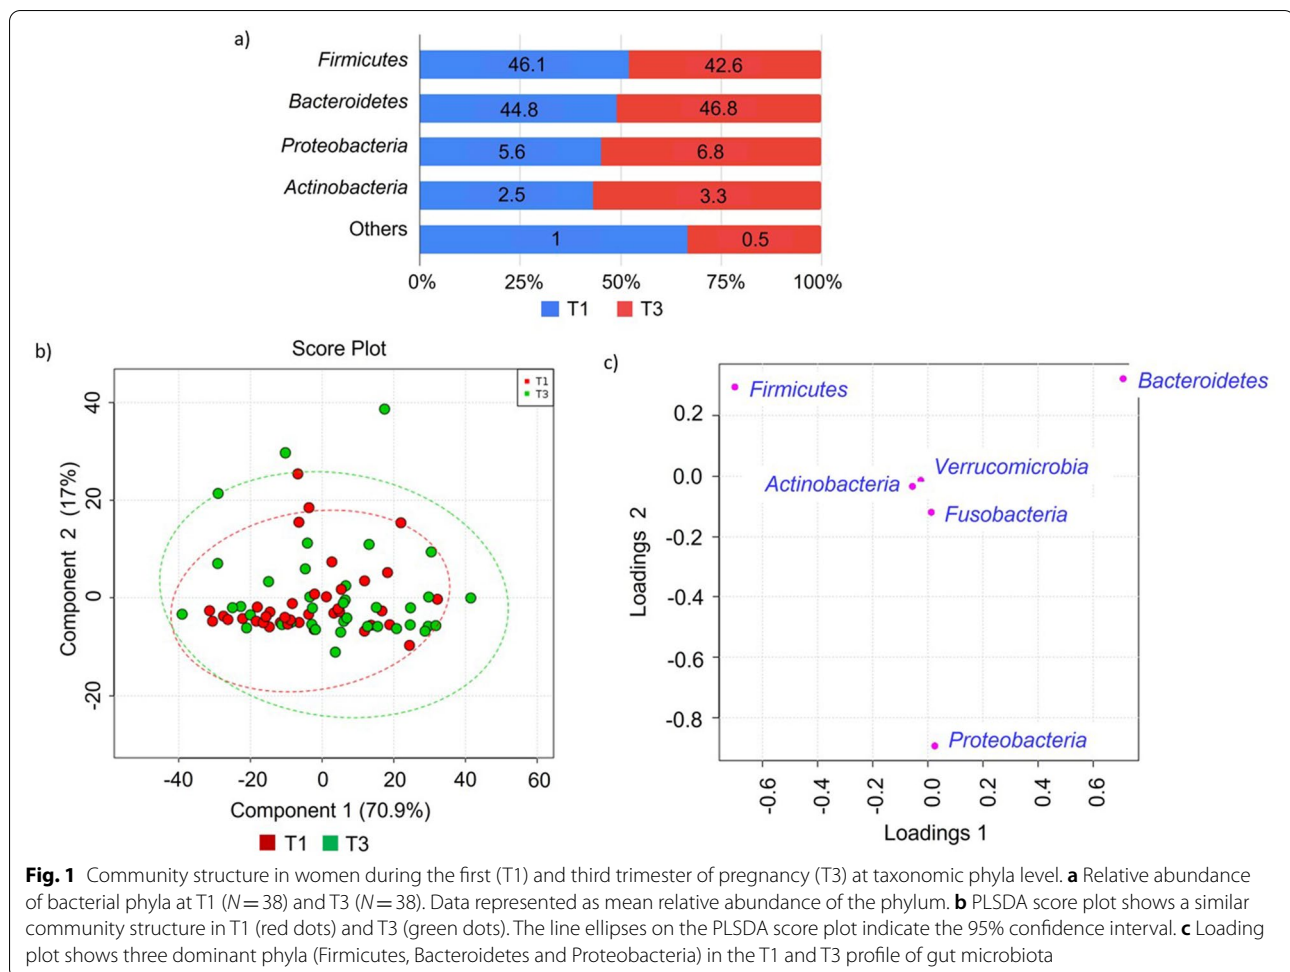 a)
Firmicutes 46.1 42.6
Bacteroidetes 44.8 46.8
Proteobacteria 5.6 6.8
Actinobacteria 2.5 3.3
Others 1 0.5
0% 25% 50% 75% 100%
T1 T3
b)
Score Plot
T1
T3
40
20
0
-20
Component 2 (17%)
-40 -20 0 20 40 60
Component 1 (70.9%)
T1 T3
c)
Firmicutes
Bacteroidetes
Verrucomicrobia
Actinobacteria
Fusobacteria
Proteobacteria
0.2
0.0
-0.2
-0.4
-0.6
-0.8
Loadings 2
-0.6 -0.4 -0.2 0.0 0.2 0.4 0.6
Loadings 1
Fig. 1 Community structure in women during the first (T1) and third trimester of pregnancy (T3) at taxonomic phyla level. a Relative abundance
of bacterial phyla at T1 (N = 38) and T3 (N = 38). Data represented as mean relative abundance of the phylum. b PLSDA score plot shows a similar
community structure in T1 (red dots) and T3 (green dots). The line ellipses on the PLSDA score plot indicate the 95% confidence interval. c Loading
plot shows three dominant phyla (Firmicutes, Bacteroidetes and Proteobacteria) in the T1 and T3 profile of gut microbiota